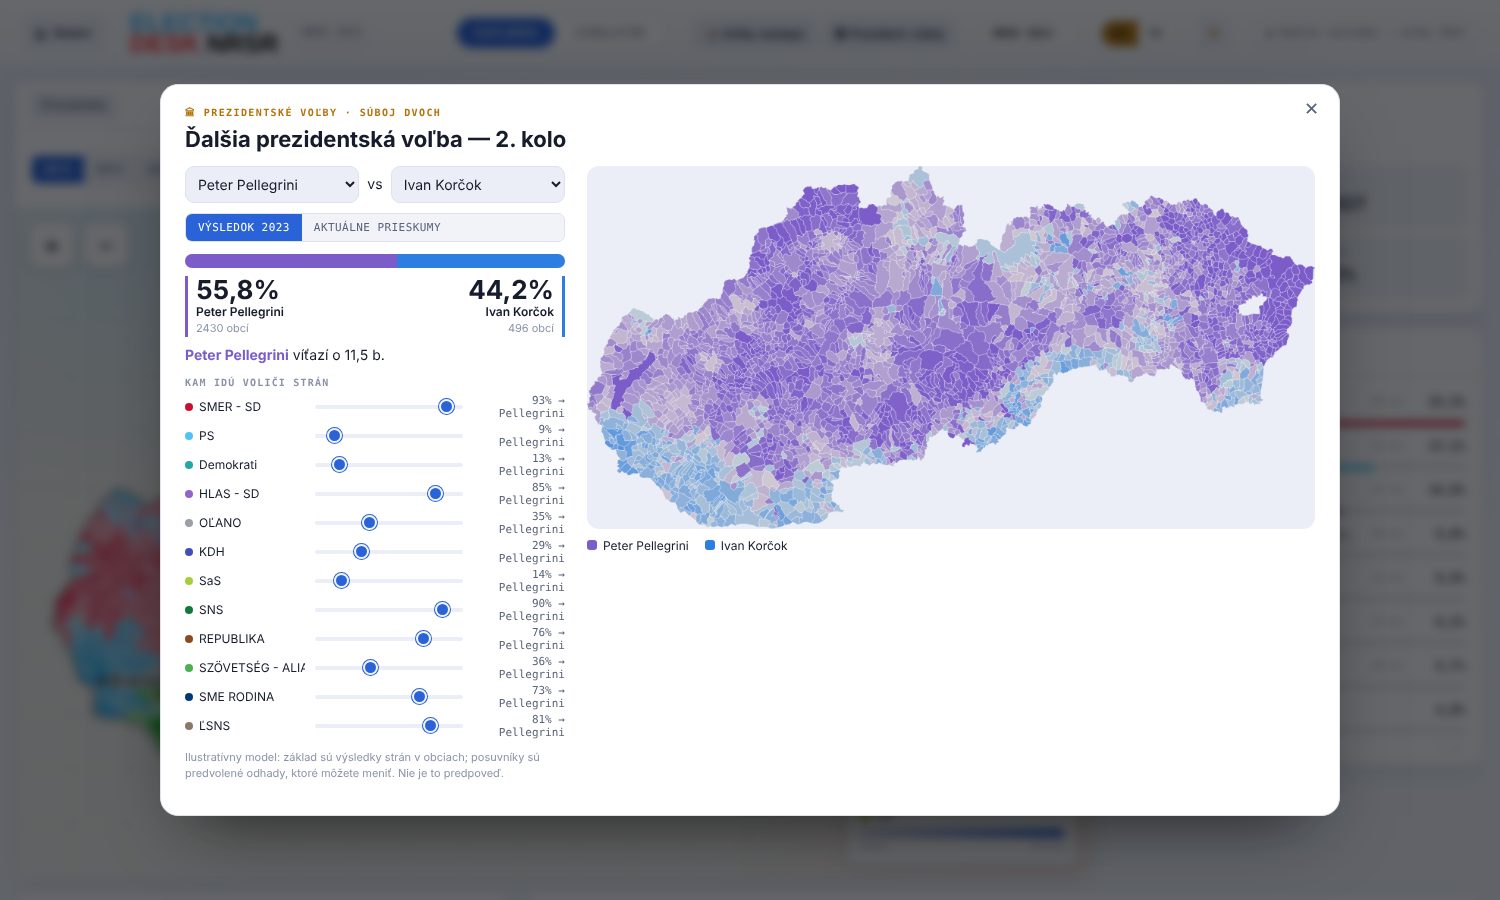 ELECTION
DESK NRSR
🏛 PREZIDENTSKÉ VOĽBY · SÚBOJ DVOCH
Ďalšia prezidentská voľba — 2. kolo
✕
Peter Pellegrini
vs
Ivan Korčok
VÝSLEDOK 2023
AKTUÁLNE PRIESKUMY
55,8%
44,2%
Peter Pellegrini
Ivan Korčok
2430 obcí
496 obcí
Peter Pellegrini víťazí o 11,5 b.
KAM IDÚ VOLIČI STRÁN
SMER - SD
93% →
Pellegrini
PS
9% →
Pellegrini
Demokrati
13% →
Pellegrini
HLAS - SD
85% →
Pellegrini
OĽANO
35% →
Pellegrini
KDH
29% →
Pellegrini
SaS
14% →
Pellegrini
SNS
90% →
Pellegrini
REPUBLIKA
76% →
Pellegrini
SZÖVETSÉG - ALIA
36% →
Pellegrini
SME RODINA
73% →
Pellegrini
ĽSNS
81% →
Pellegrini
Ilustratívny model: základ sú výsledky strán v obciach; posuvníky sú
predvolené odhady, ktoré môžete meniť. Nie je to predpoveď.
Peter Pellegrini
Ivan Korčok